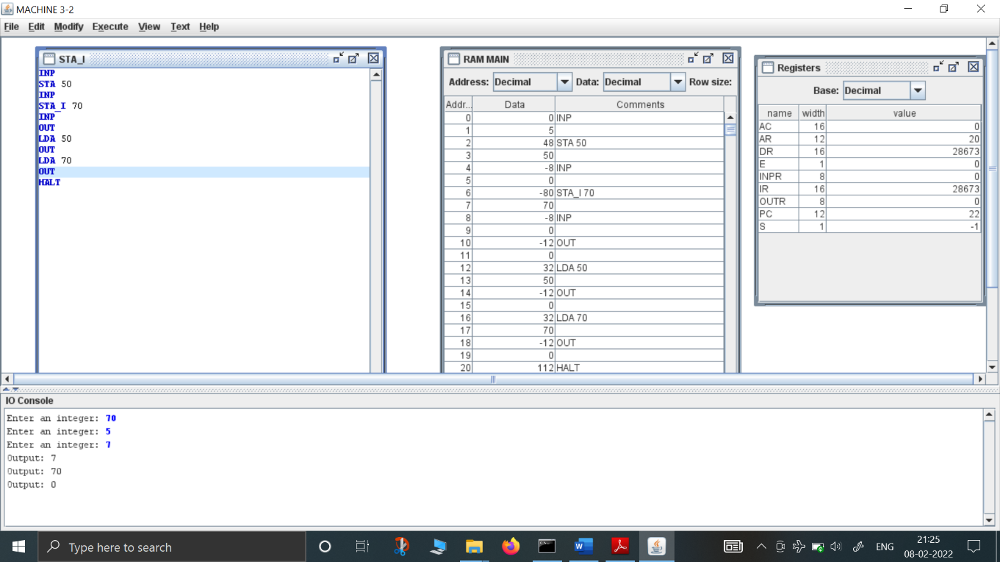 MACHINE 3-2
File Edit Modify Execute View Text Help
STA_I
INP
STA 50
INP
STA_I 70
INP
OUT
LDA 50
OUT
LDA 70
OUT
HALT
RAM MAIN
Address: Decimal Data: Decimal Row size:
Addr... Data Comments
0 0 INP
1 5
2 48 STA 50
3 50
4 -8 INP
5 0
6 -80 STA_I 70
7 70
8 -8 INP
9 0
10 -12 OUT
11 0
12 32 LDA 50
13 50
14 -12 OUT
15 0
16 32 LDA 70
17 70
18 -12 OUT
19 0
20 112 HALT
Registers
Base: Decimal
name width value
AC 16 0
AR 12 20
DR 16 28673
E 1 0
INPR 8 0
IR 16 28673
OUTR 8 0
PC 12 22
S 1 -1
IO Console
Enter an integer: 70
Enter an integer: 5
Enter an integer: 7
Output: 7
Output: 70
Output: 0
Type here to search
ENG
21:25
08-02-2022